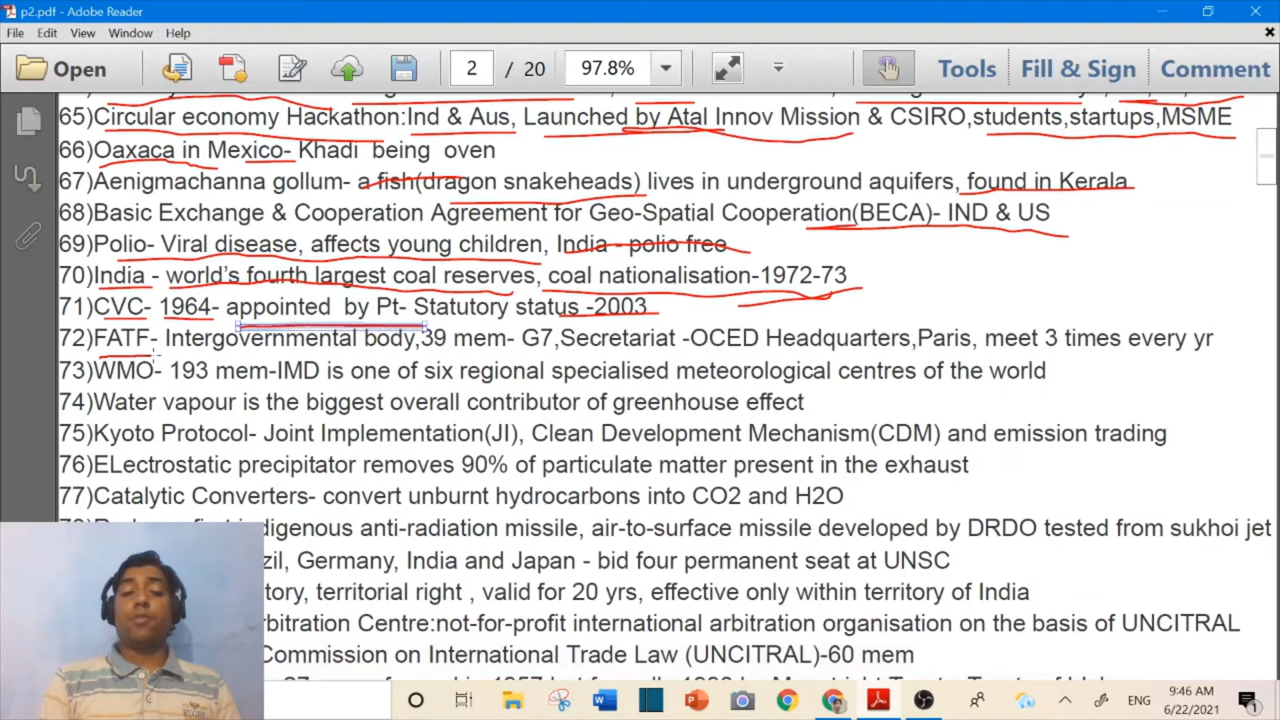 p2.pdf - Adobe Reader
File Edit View Window Help
Open 2 / 20 97.8% Tools Fill & Sign Comment
65)Circular economy Hackathon:Ind & Aus, Launched by Atal Innov Mission & CSIRO,students,startups,MSME
66)Oaxaca in Mexico- Khadi being oven
67)Aenigmachanna gollum- a fish(dragon snakeheads) lives in underground aquifers, found in Kerala
68)Basic Exchange & Cooperation Agreement for Geo-Spatial Cooperation(BECA)- IND & US
69)Polio- Viral disease, affects young children, India - polio free
70)India - world's fourth largest coal reserves, coal nationalisation-1972-73
71)CVC- 1964- appointed by Pt- Statutory status -2003
72)FATF- Intergovernmental body,39 mem- G7,Secretariat -OCED Headquarters,Paris, meet 3 times every yr
73)WMO- 193 mem-IMD is one of six regional specialised meteorological centres of the world
74)Water vapour is the biggest overall contributor of greenhouse effect
75)Kyoto Protocol- Joint Implementation(JI), Clean Development Mechanism(CDM) and emission trading
76)ELectrostatic precipitator removes 90% of particulate matter present in the exhaust
77)Catalytic Converters- convert unburnt hydrocarbons into CO2 and H2O
anti-radiation missile, air-to-surface missile developed by DRDO tested from sukhoi jet
Germany, India and Japan - bid four permanent seat at UNSC
territorial right , valid for 20 yrs, effective only within territory of India
Centre:not-for-profit international arbitration organisation on the basis of UNCITRAL
Commission on International Trade Law (UNCITRAL)-60 mem
ENG 9:46 AM
6/22/2021